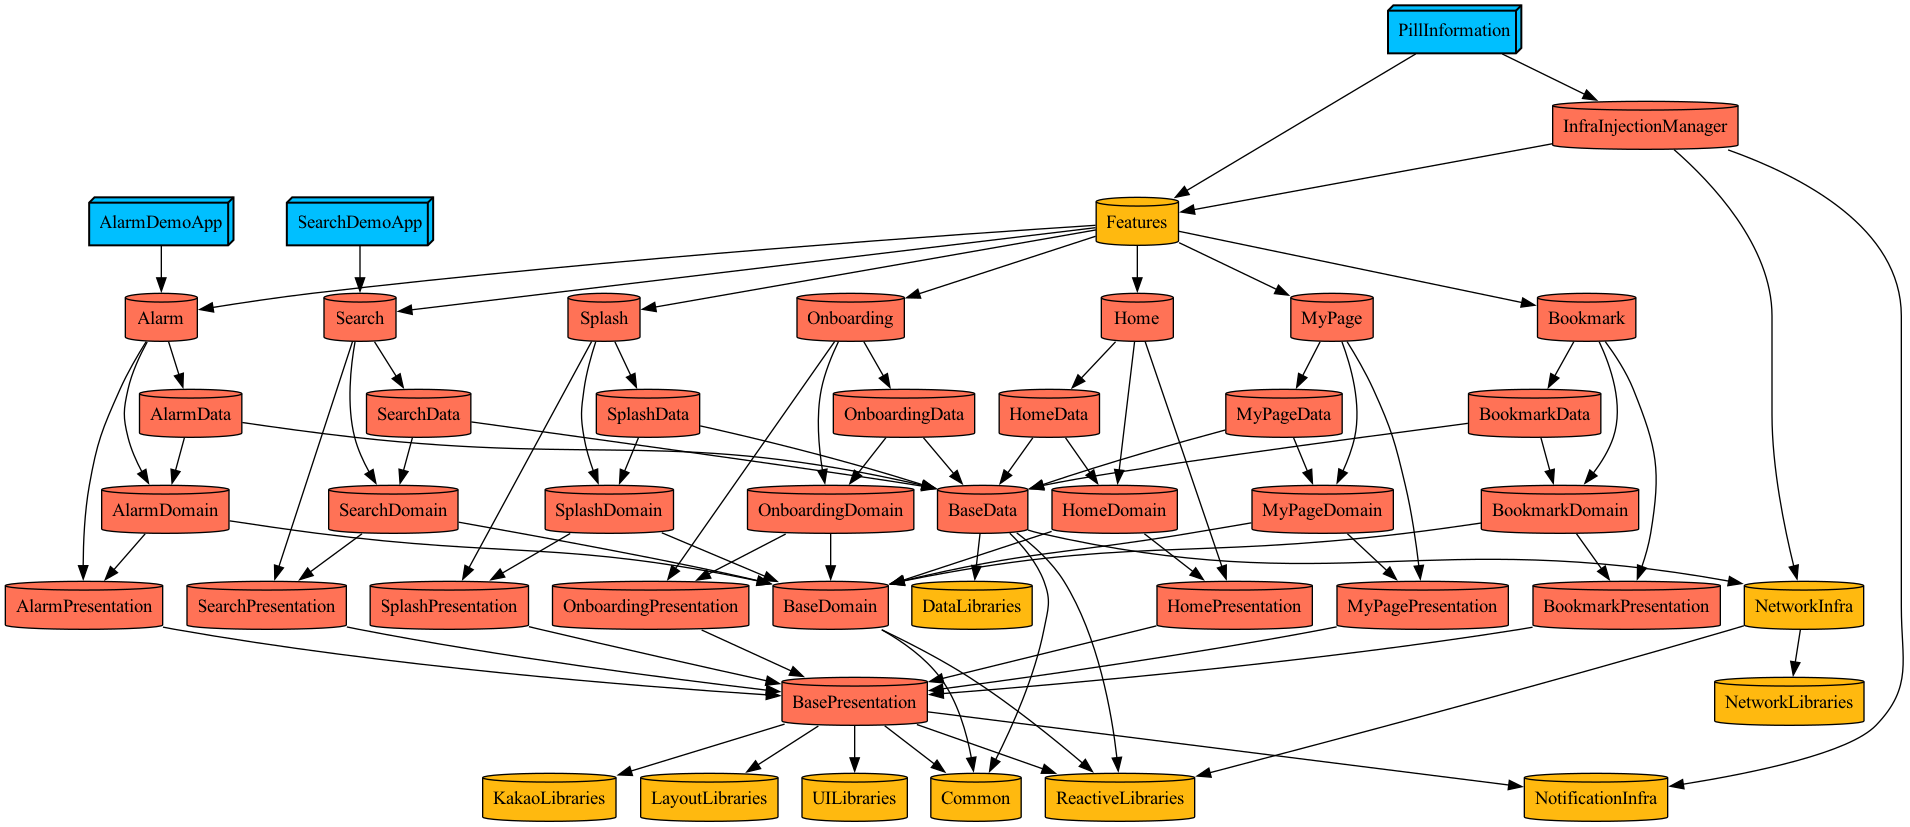 PillInformation
InfraInjectionManager
AlarmDemoApp
SearchDemoApp
Features
Alarm
Search
Splash
Onboarding
Home
MyPage
Bookmark
AlarmData
SearchData
SplashData
OnboardingData
HomeData
MyPageData
BookmarkData
AlarmDomain
SearchDomain
SplashDomain
OnboardingDomain
BaseData
HomeDomain
MyPageDomain
BookmarkDomain
AlarmPresentation
SearchPresentation
SplashPresentation
OnboardingPresentation
BaseDomain
DataLibraries
HomePresentation
MyPagePresentation
BookmarkPresentation
NetworkInfra
BasePresentation
NetworkLibraries
KakaoLibraries
LayoutLibraries
UILibraries
Common
ReactiveLibraries
NotificationInfra